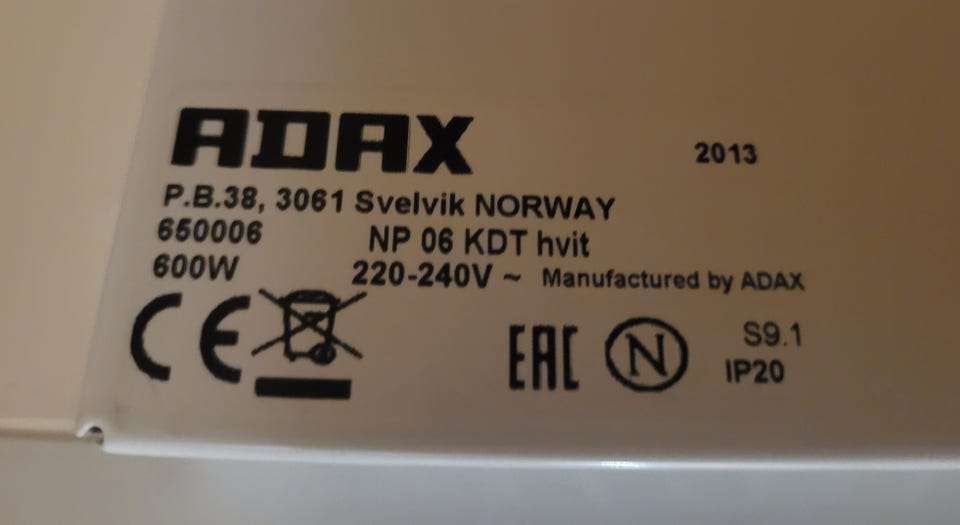 ADAX
2013
P.B.38, 3061 Svelvik NORWAY
650006 NP 06 KDT hvit
600W 220-240V ~ Manufactured by ADAX
CE EAC N S9.1
IP20